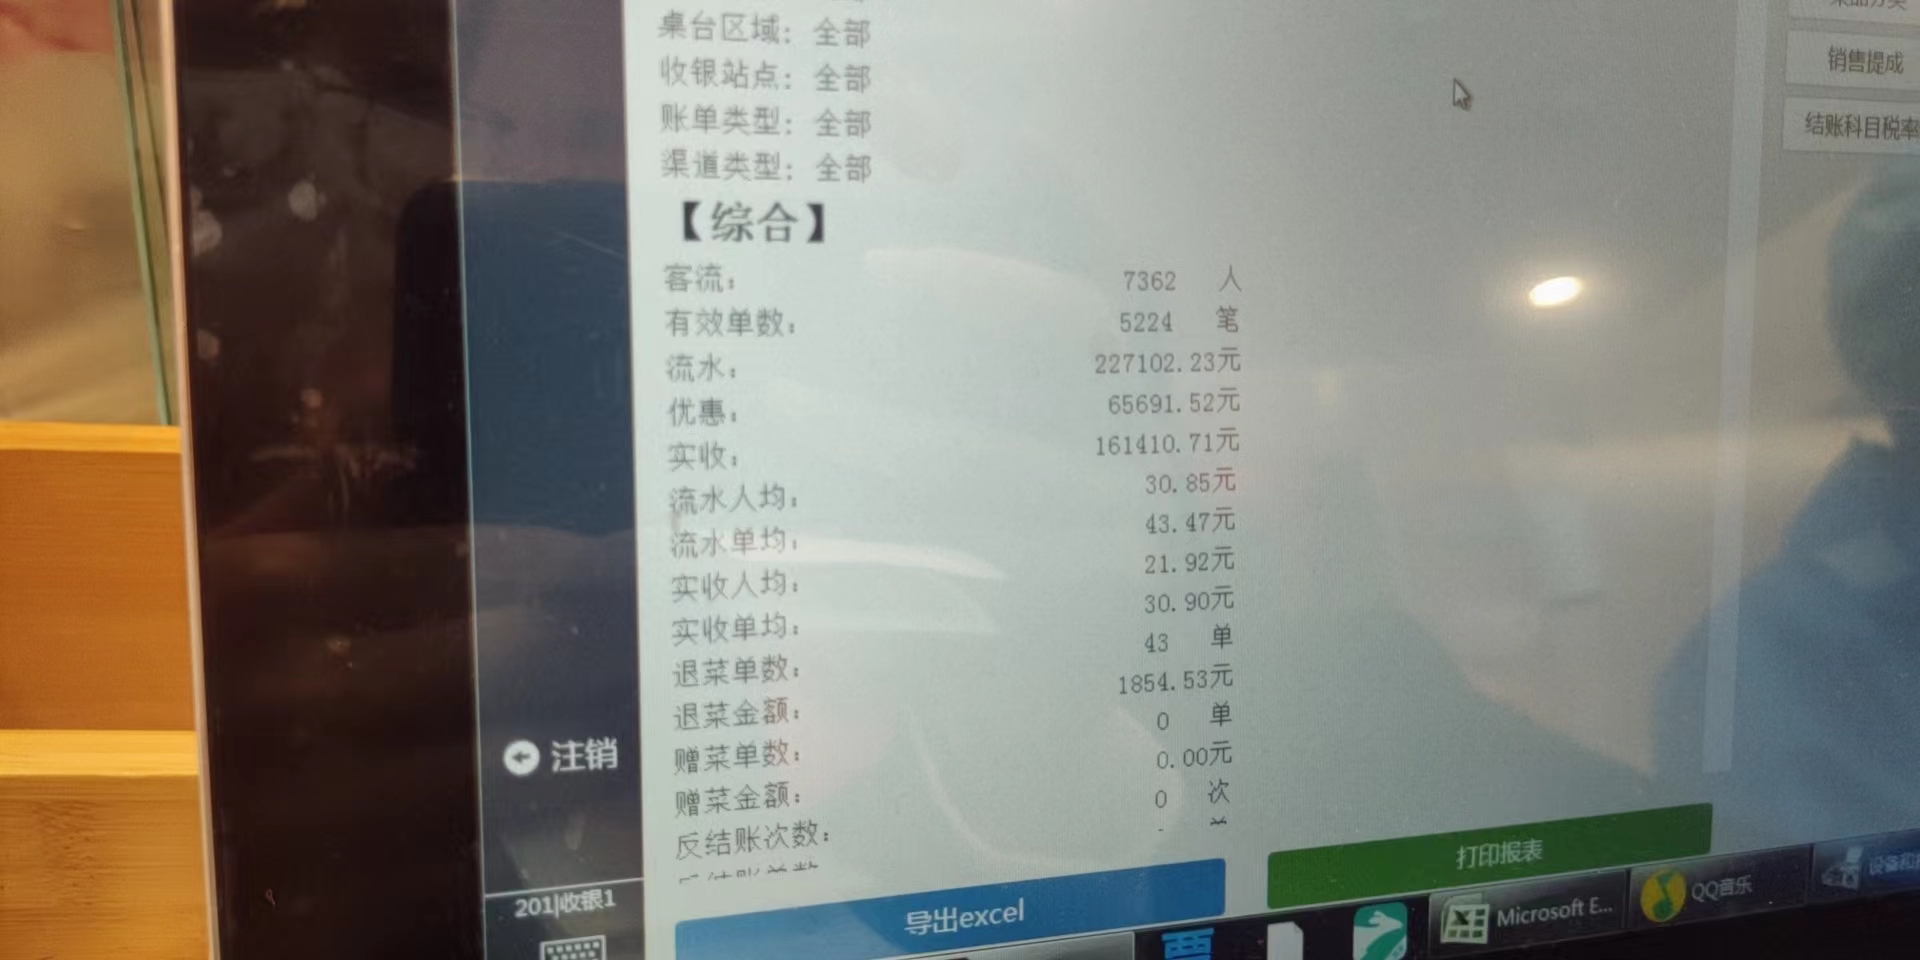 桌台区域： 全部
收银站点： 全部
账单类型： 全部
渠道类型： 全部
【综合】
客流： 7362 人
有效单数： 5224 笔
流水： 227102.23元
优惠： 65691.52元
实收： 161410.71元
流水人均： 30.85元
流水单均： 43.47元
实收人均： 21.92元
实收单均： 30.90元
退菜单数： 43 单
退菜金额： 1854.53元
赠菜单数： 0 单
赠菜金额： 0.00元
反结账次数： 0 次
导出excel
打印报表
销售提成
结账科目税率
注销
201|收银1
票
Microsoft E...
QQ音乐